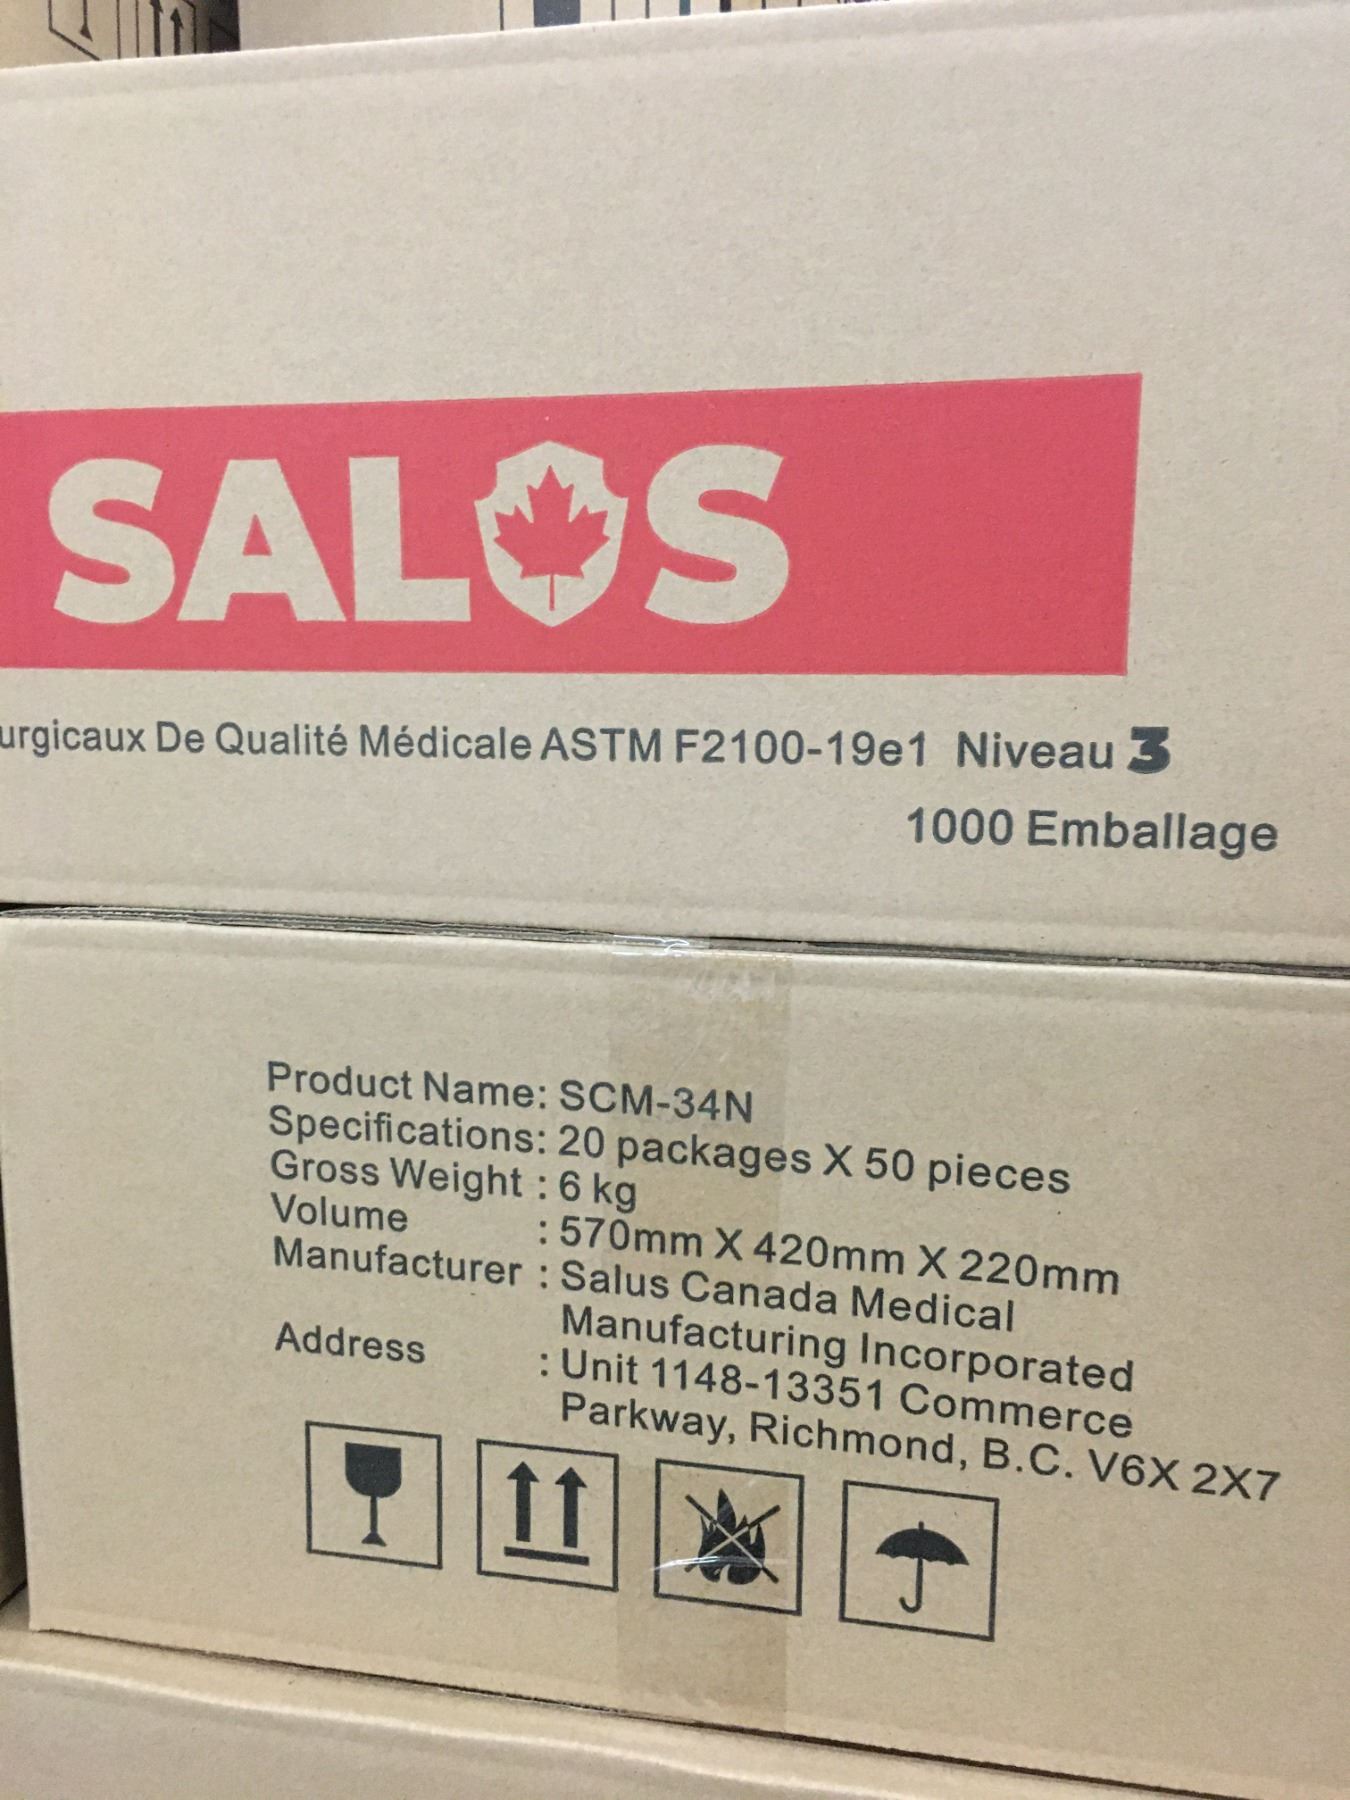 SALUS
urgicaux De Qualité Médicale ASTM F2100-19e1 Niveau 3
1000 Emballage
Product Name: SCM-34N
Specifications: 20 packages X 50 pieces
Gross Weight : 6 kg
Volume : 570mm X 420mm X 220mm
Manufacturer : Salus Canada Medical
Manufacturing Incorporated
Address : Unit 1148-13351 Commerce
Parkway, Richmond, B.C. V6X 2X7